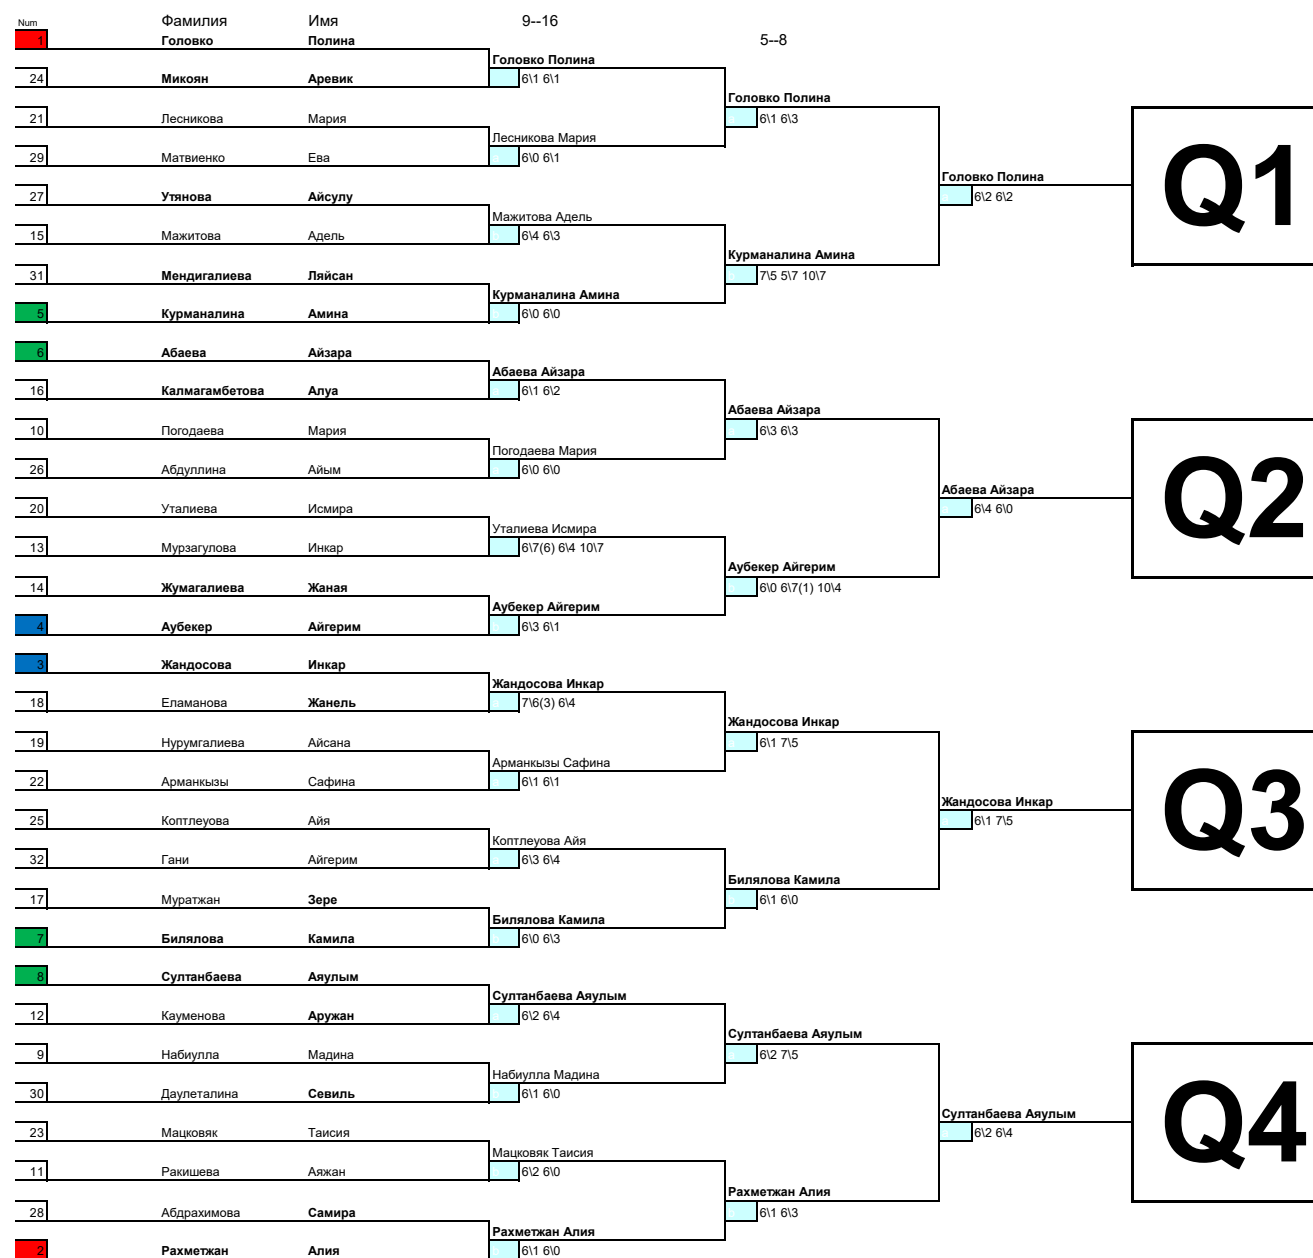 Num Фамилия Имя 9--16
1 Головко Полина 5--8
Головко Полина
24 Микоян Аревик 6\1 6\1
Головко Полина
21 Лесникова Мария 6\1 6\3
Лесникова Мария
29 Матвиенко Ева 6\0 6\1
Головко Полина
27 Утянова Айсулу 6\2 6\2
Q1
Мажитова Адель
15 Мажитова Адель 6\4 6\3
Курманалина Амина
31 Мендигалиева Ляйсан 7\5 5\7 10\7
Курманалина Амина
5 Курманалина Амина 6\0 6\0
6 Абаева Айзара
Абаева Айзара
16 Калмагамбетова Алуа 6\1 6\2
Абаева Айзара
10 Погодаева Мария 6\3 6\3
Погодаева Мария
26 Абдуллина Айым 6\0 6\0
Абаева Айзара
20 Уталиева Исмира 6\4 6\0
Q2
Уталиева Исмира
13 Мурзагулова Инкар 6\7(6) 6\4 10\7
Аубекер Айгерим
14 Жумагалиева Жаная 6\0 6\7(1) 10\4
Аубекер Айгерим
4 Аубекер Айгерим 6\3 6\1
3 Жандосова Инкар
Жандосова Инкар
18 Еламанова Жанель 7\6(3) 6\4
Жандосова Инкар
19 Нурумгалиева Айсана 6\1 7\5
Арманкызы Сафина
22 Арманкызы Сафина 6\1 6\1
Жандосова Инкар
25 Коптлеуова Айя 6\1 7\5
Q3
Коптлеуова Айя
32 Гани Айгерим 6\3 6\4
Билялова Камила
17 Муратжан Зере 6\1 6\0
Билялова Камила
7 Билялова Камила 6\0 6\3
8 Султанбаева Аяулым
Султанбаева Аяулым
12 Кауменова Аружан 6\2 6\4
Султанбаева Аяулым
9 Набиулла Мадина 6\2 7\5
Набиулла Мадина
30 Даулеталина Севиль 6\1 6\0
Султанбаева Аяулым
23 Мацковяк Таисия 6\2 6\4
Q4
Мацковяк Таисия
11 Ракишева Аяжан 6\2 6\0
Рахметжан Алия
28 Абдрахимова Самира 6\1 6\3
Рахметжан Алия
2 Рахметжан Алия 6\1 6\0